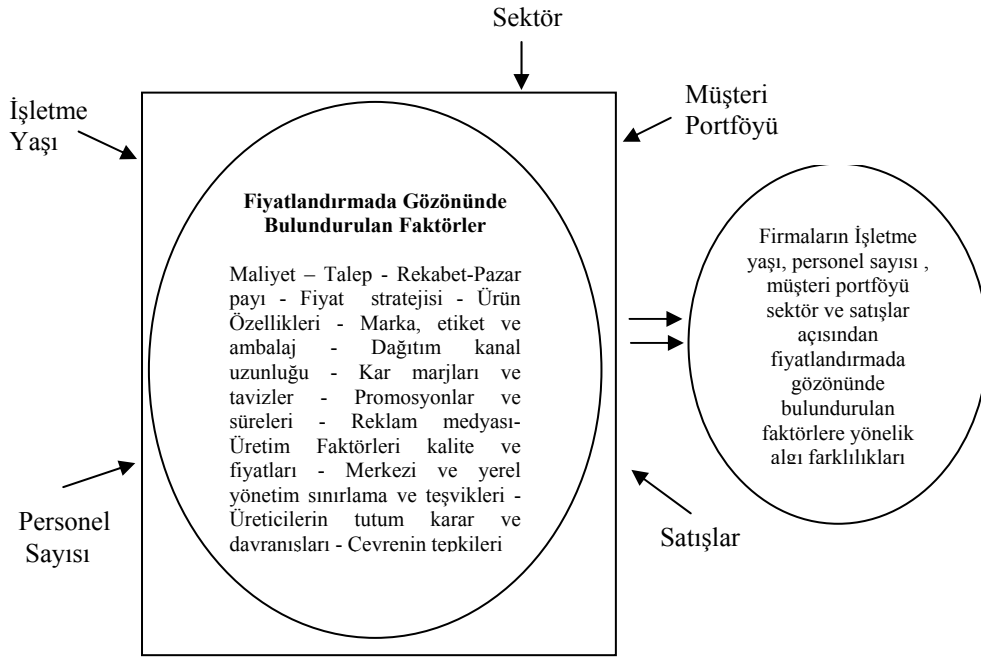 Sektör
İşletme
Yaşı
Müşteri
Portföyü
Fiyatlandırmada Gözönünde
Bulundurulan Faktörler
Maliyet – Talep - Rekabet-Pazar
payı - Fiyat stratejisi - Ürün
Özellikleri - Marka, etiket ve
ambalaj - Dağıtım kanal
uzunluğu - Kar marjları ve
tavizler - Promosyonlar ve
süreleri - Reklam medyası-
Üretim Faktörleri kalite ve
fiyatları - Merkezi ve yerel
yönetim sınırlama ve teşvikleri -
Üreticilerin tutum karar ve
davranışları - Çevrenin tepkileri
Firmaların İşletme
yaşı, personel sayısı ,
müşteri portföyü
sektör ve satışlar
açısından
fiyatlandırmada
gözönünde
bulundurulan
faktörlere yönelik
algı farklılıkları
Personel
Sayısı
Satışlar